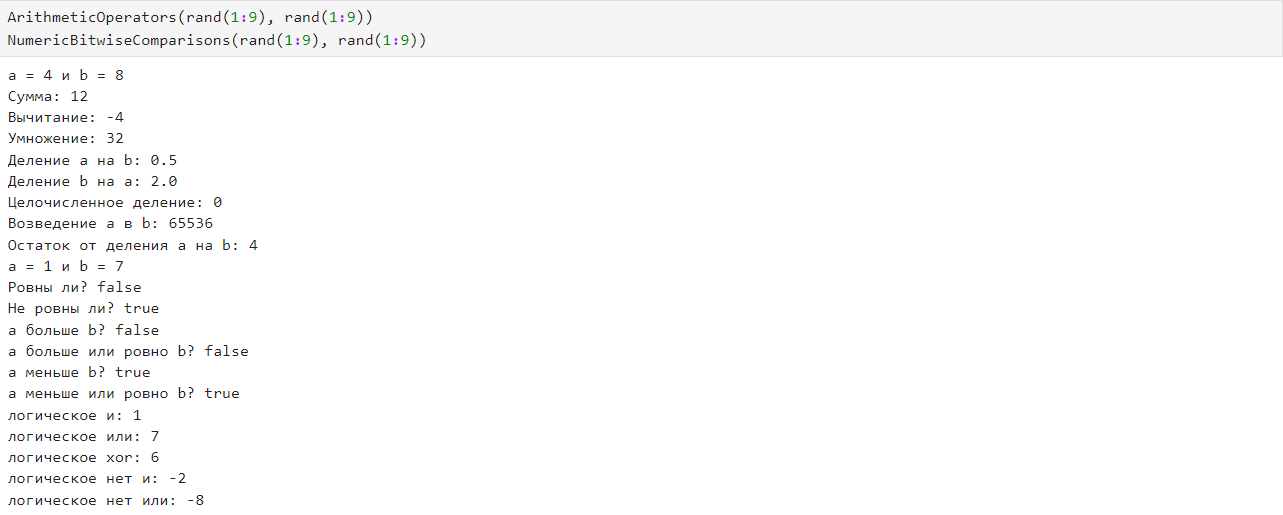 ArithmeticOperators(rand(1:9), rand(1:9))
NumericBitwiseComparisons(rand(1:9), rand(1:9))
a = 4 и b = 8
Сумма: 12
Вычитание: -4
Умножение: 32
Деление a на b: 0.5
Деление b на a: 2.0
Целочисленное деление: 0
Возведение a в b: 65536
Остаток от деления a на b: 4
a = 1 и b = 7
Ровны ли? false
Не ровны ли? true
a больше b? false
a больше или ровно b? false
a меньше b? true
a меньше или ровно b? true
логическое и: 1
логическое или: 7
логическое xor: 6
логическое нет и: -2
логическое нет или: -8